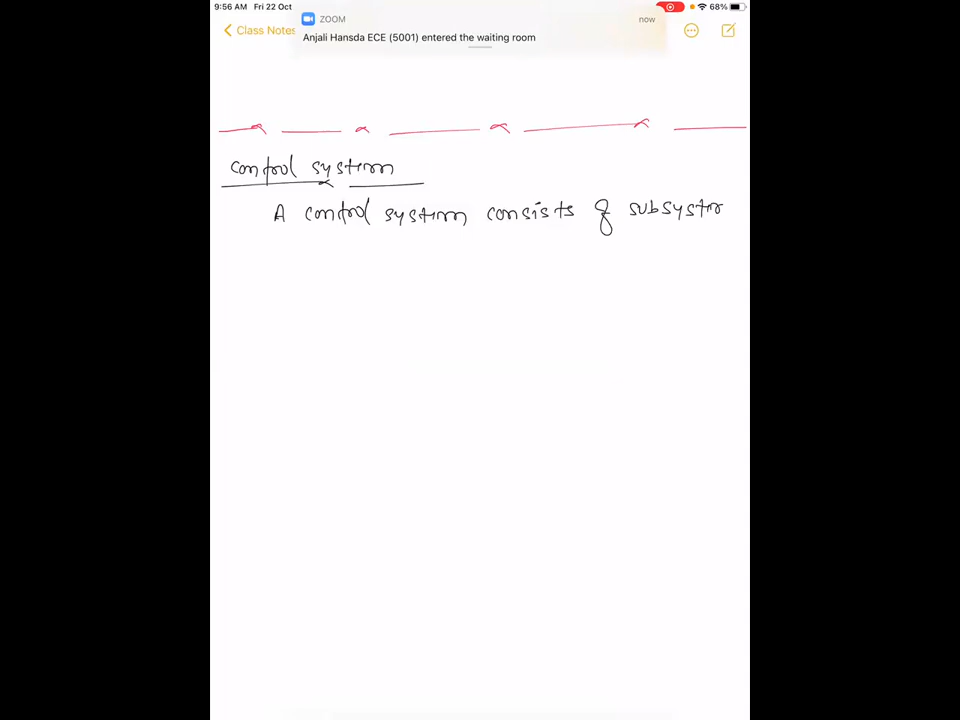 9:56 AM Fri 22 Oct 68%
ZOOM now
Anjali Hansda ECE (5001) entered the waiting room
Class Notes
control system
A control system consists of subsyste